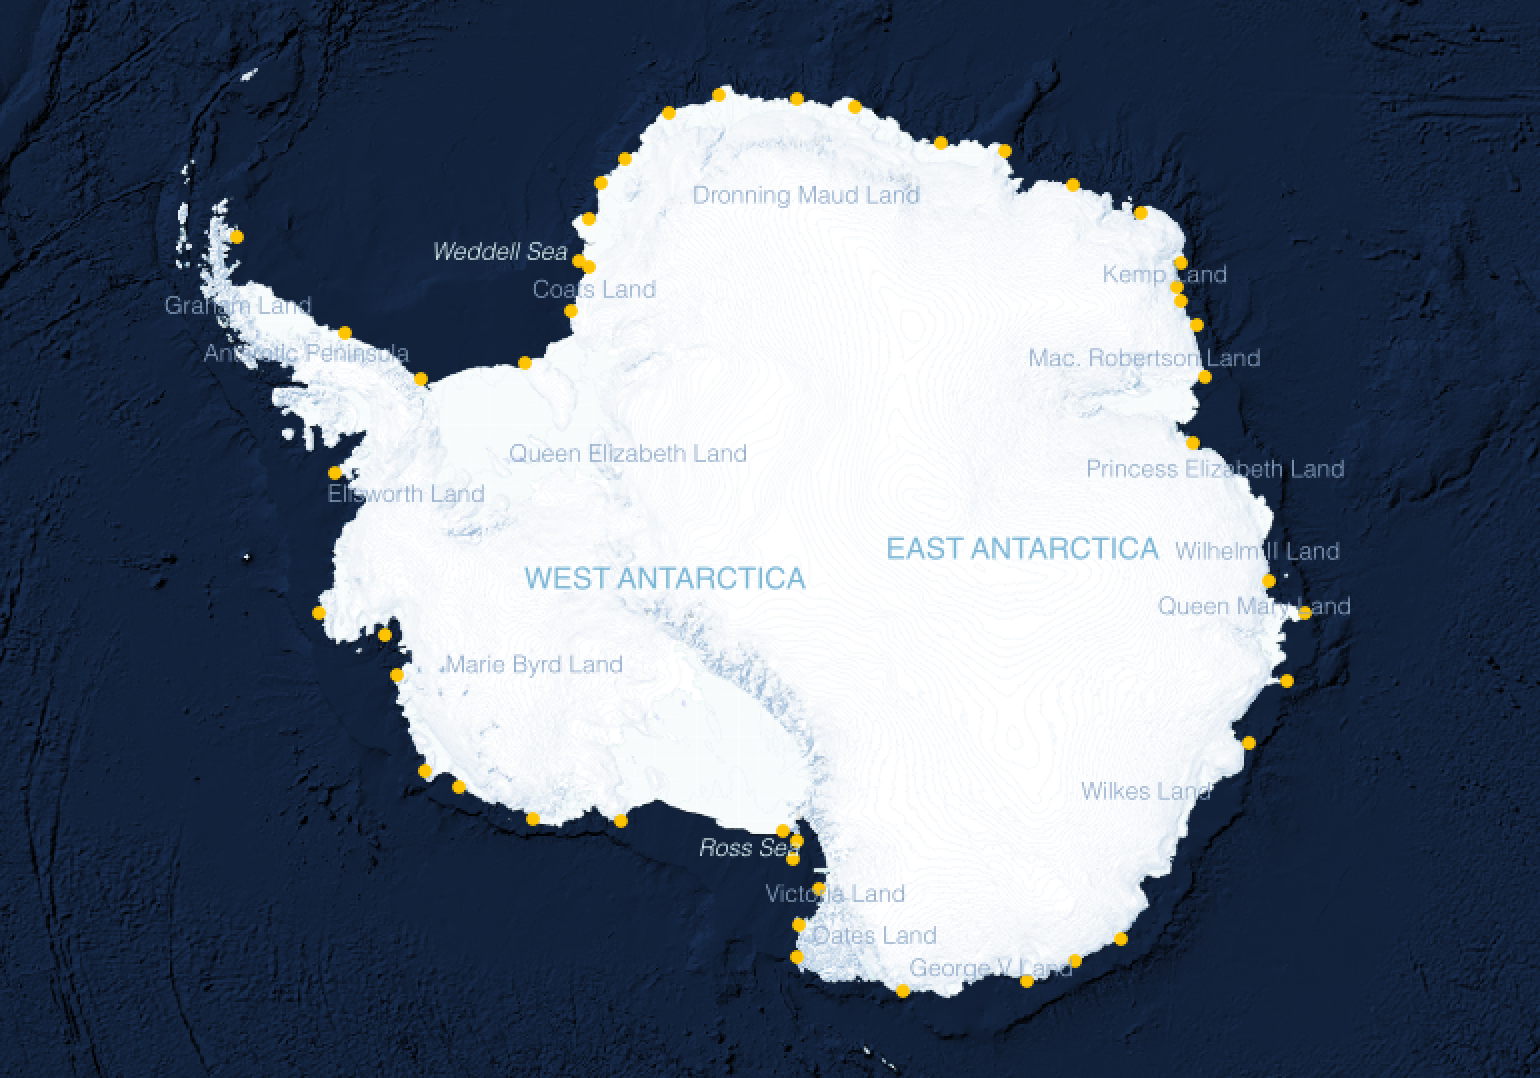 Dronning Maud Land
Weddell Sea
Kemp Land
Coats Land
Graham Land
Antarctic Peninsula
Mac. Robertson Land
Queen Elizabeth Land
Princess Elizabeth Land
Ellsworth Land
EAST ANTARCTICA
Wilhelm II Land
WEST ANTARCTICA
Queen Mary Land
Marie Byrd Land
Wilkes Land
Ross Sea
Victoria Land
Oates Land
George V Land